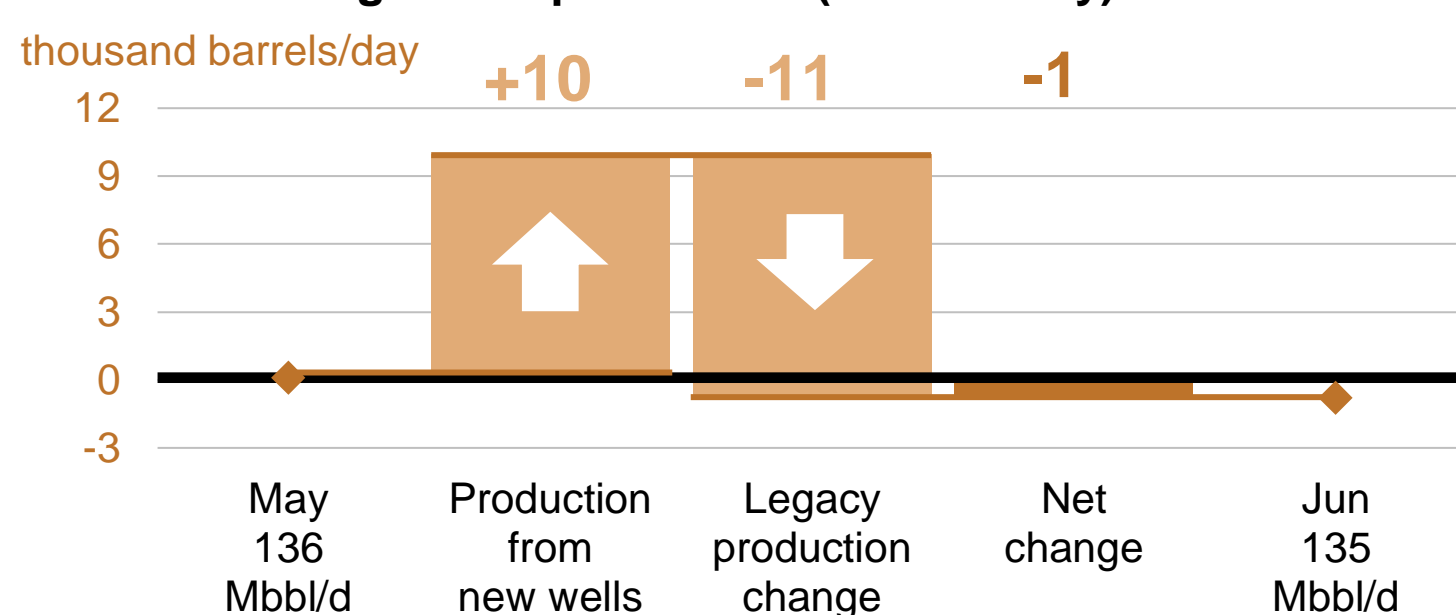 thousand barrels/day
+10 -11 -1
12
9
6
3
0
-3
May Production Legacy Net Jun
136 from production change 135
Mbbl/d new wells change Mbbl/d